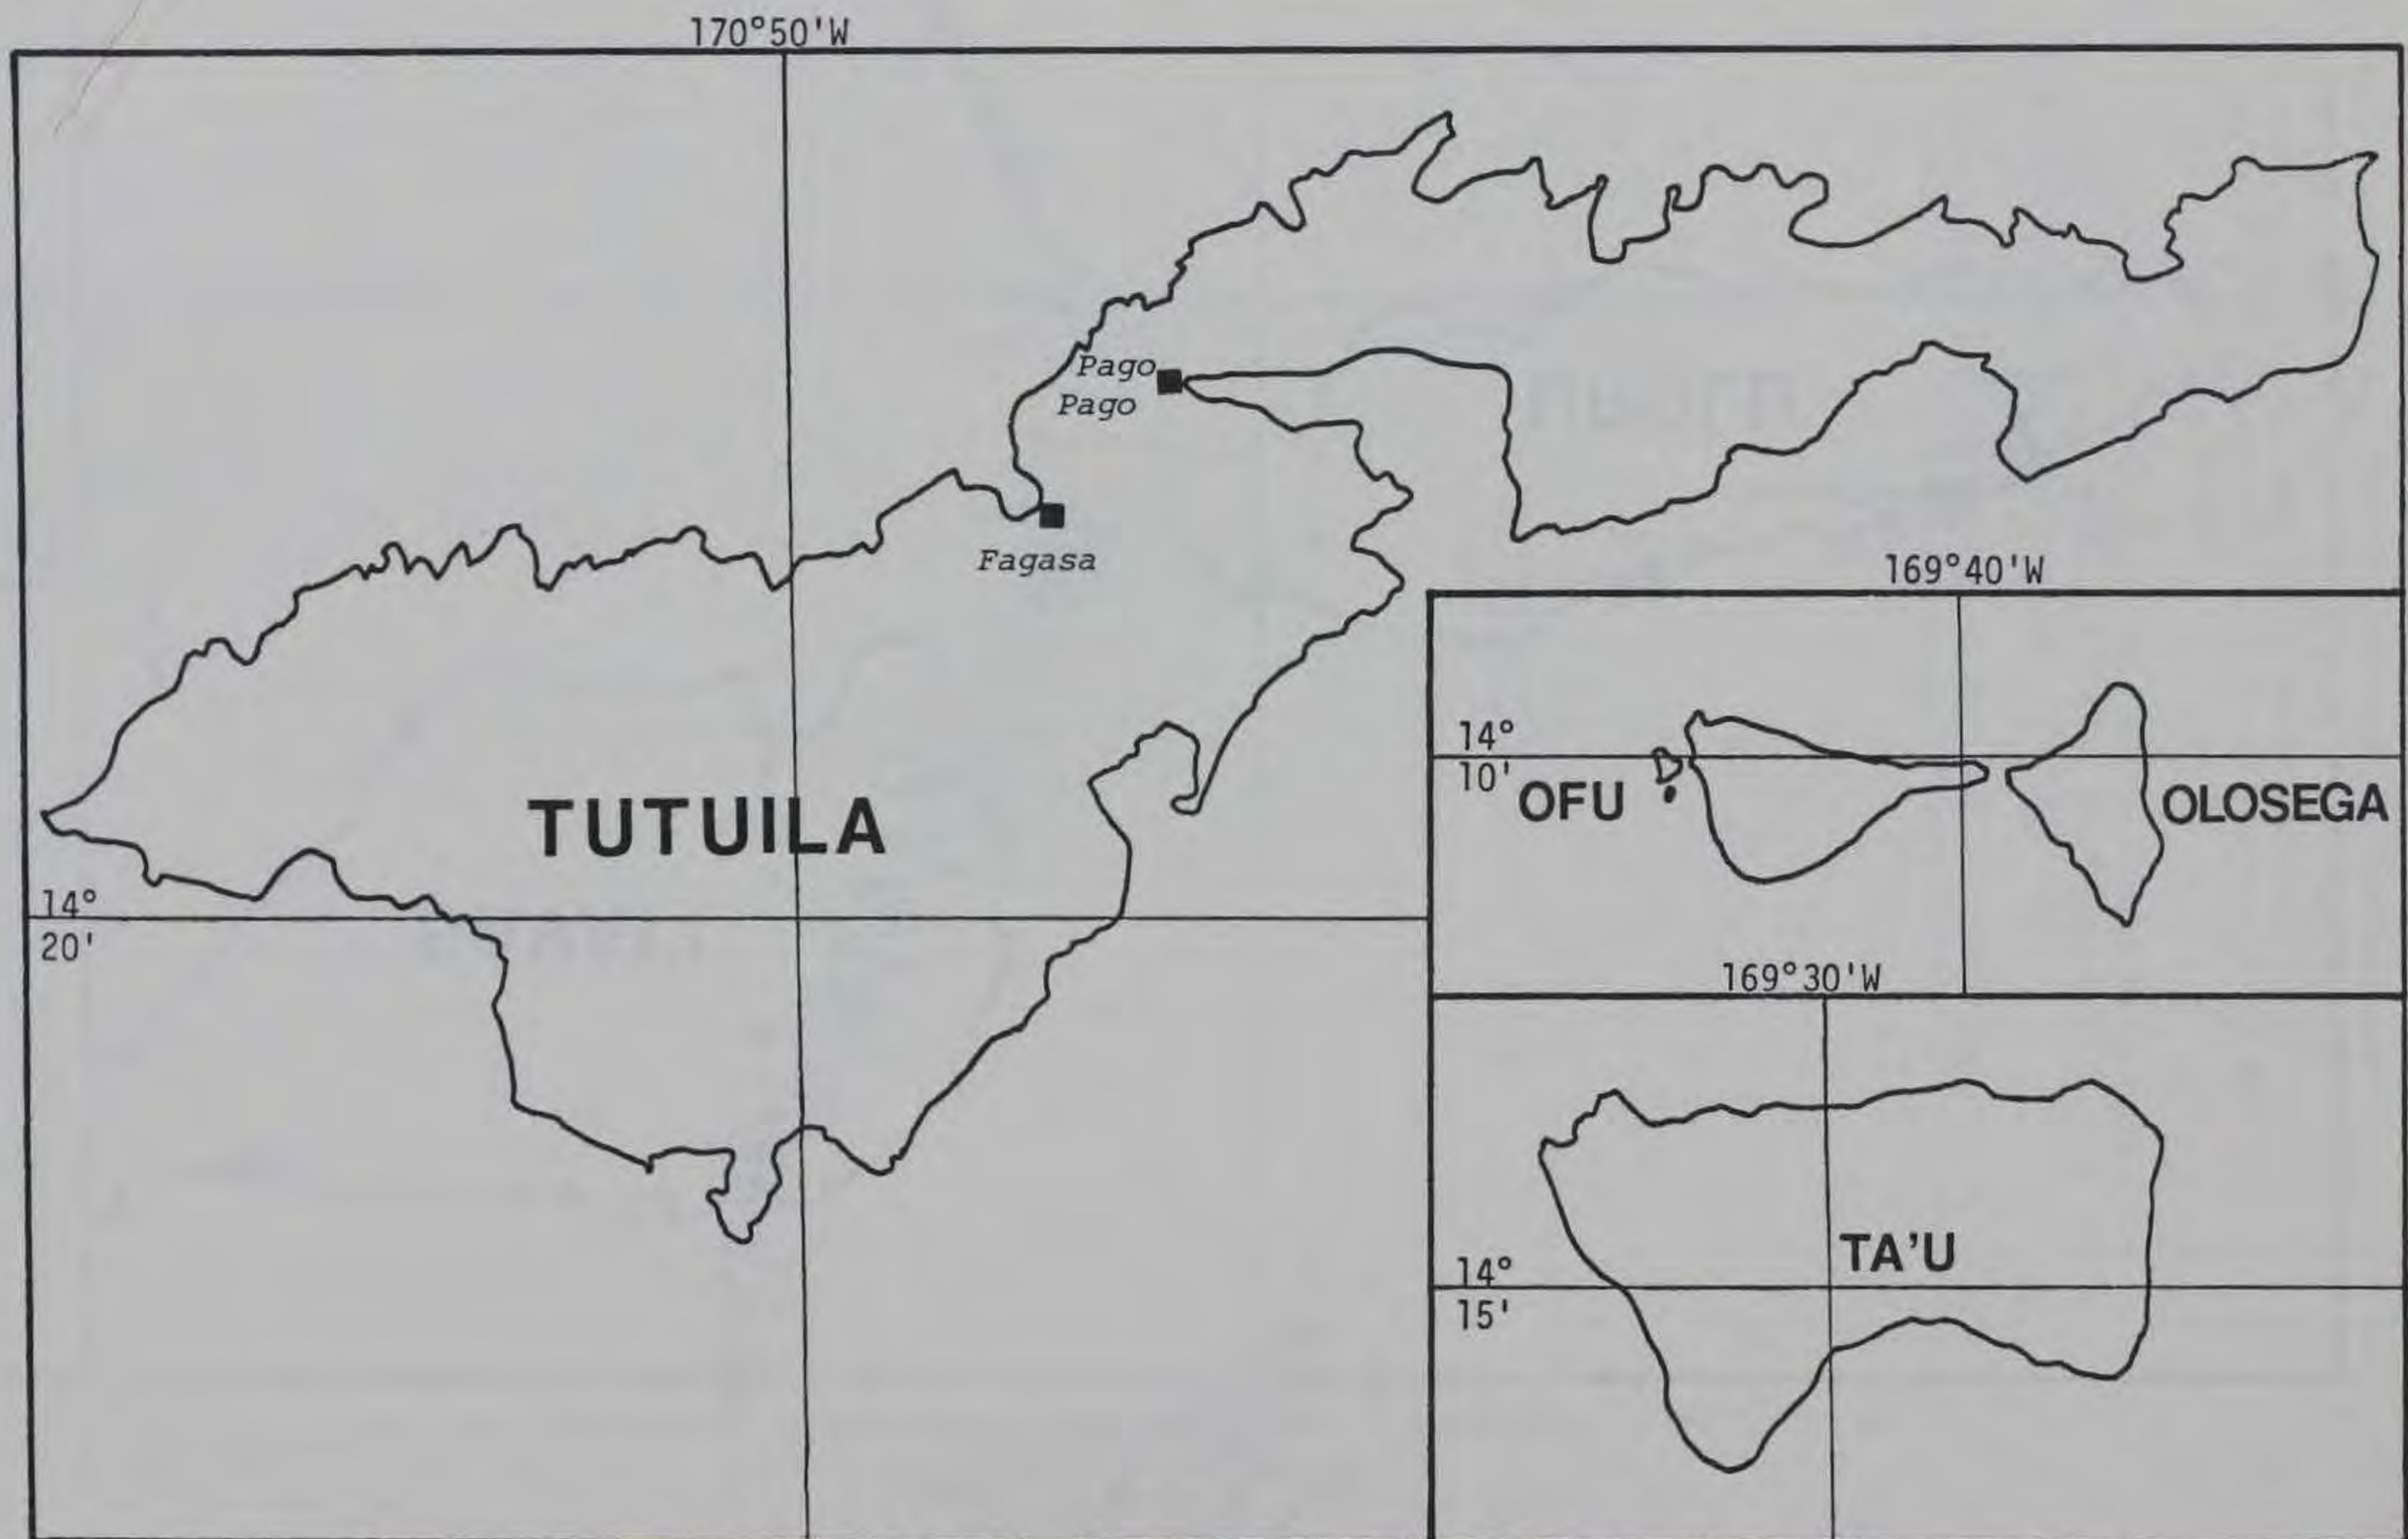 170°50'W
Pago
Pago
Fagasa
TUTUILA
14°
20'
169°40'W
14°
10'
OFU
OLOSEGA
169°30'W
TA'U
14°
15'